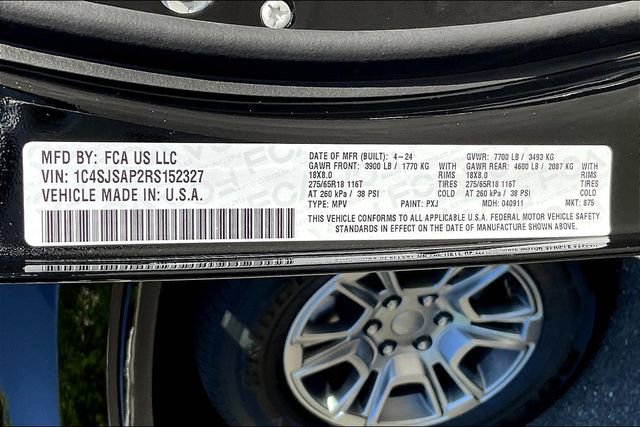 MFD BY: FCA US LLC
VIN: 1C4SJSAP2RS152327
VEHICLE MADE IN: U.S.A.
DATE OF MFR (BUILT): 4-24 GVWR: 7700 LB / 3493 KG
GAWR FRONT: 3900 LB / 1770 KG GAWR REAR: 4600 LB / 2087 KG
18X8.0 RIMS 18X8.0 RIMS
275/65R18 116T TIRES 275/65R18 116T TIRES
AT 260 kPa / 38 PSI COLD AT 260 kPa / 38 PSI COLD
TYPE: MPV PAINT: PXJ MDH: 040911 MKT: 875
THIS VEHICLE CONFORMS TO ALL APPLICABLE U.S.A. FEDERAL MOTOR VEHICLE SAFETY
STANDARDS IN EFFECT ON THE DATE OF MANUFACTURE SHOWN ABOVE.